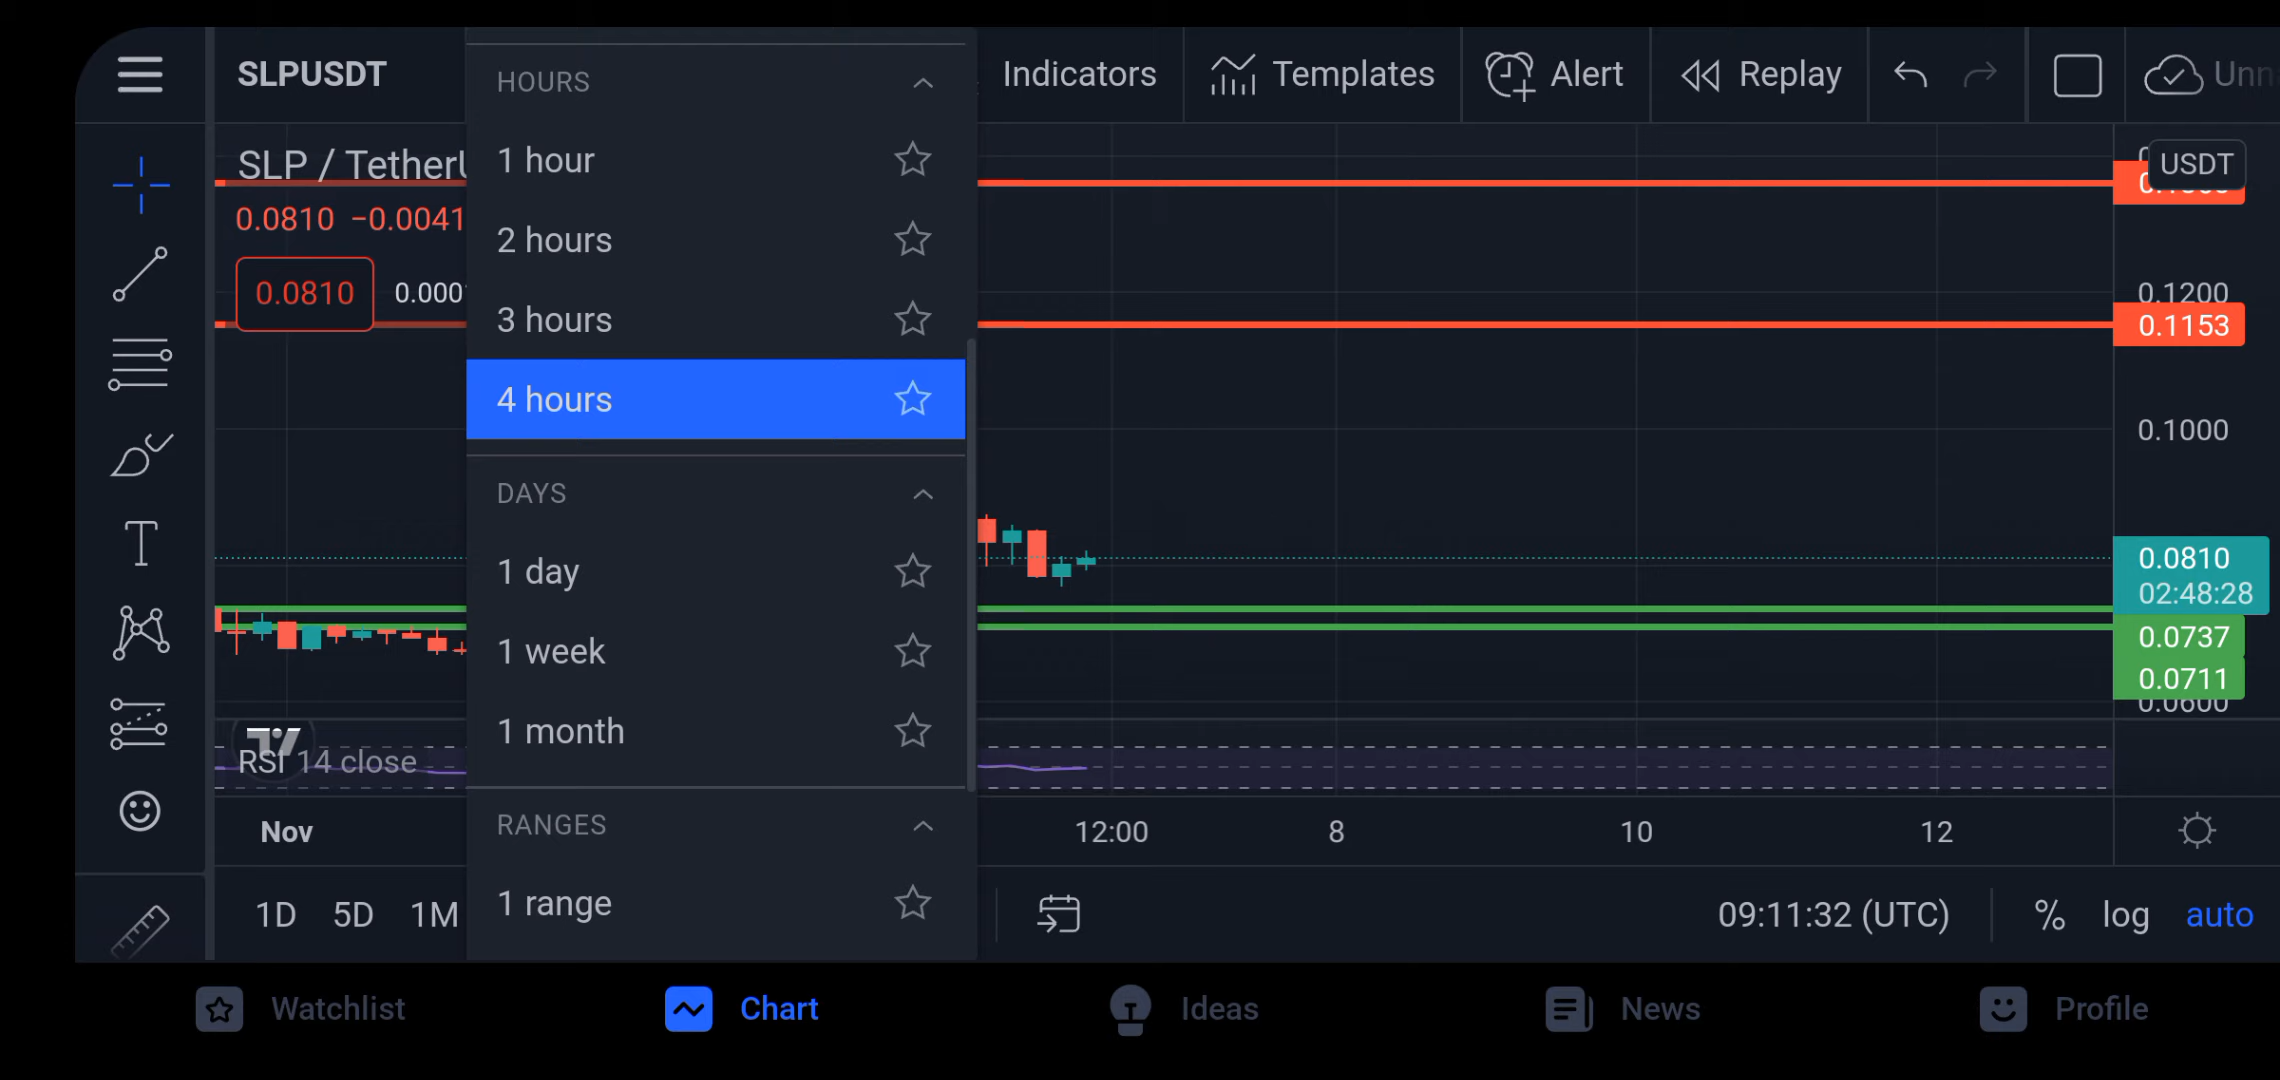 SLPUSDT
Indicators
Templates
Alert
Replay
SLP / Tether
0.0810 −0.0041
0.0810
HOURS
1 hour
2 hours
3 hours
4 hours
DAYS
1 day
1 week
1 month
RANGES
1 range
USDT
0.1200
0.1153
0.1000
0.0810
02:48:28
0.0737
0.0711
0.0600
RSI 14 close
Nov
12:00
8
10
12
1D 5D 1M
09:11:32 (UTC)
%
log
auto
Watchlist
Chart
Ideas
News
Profile